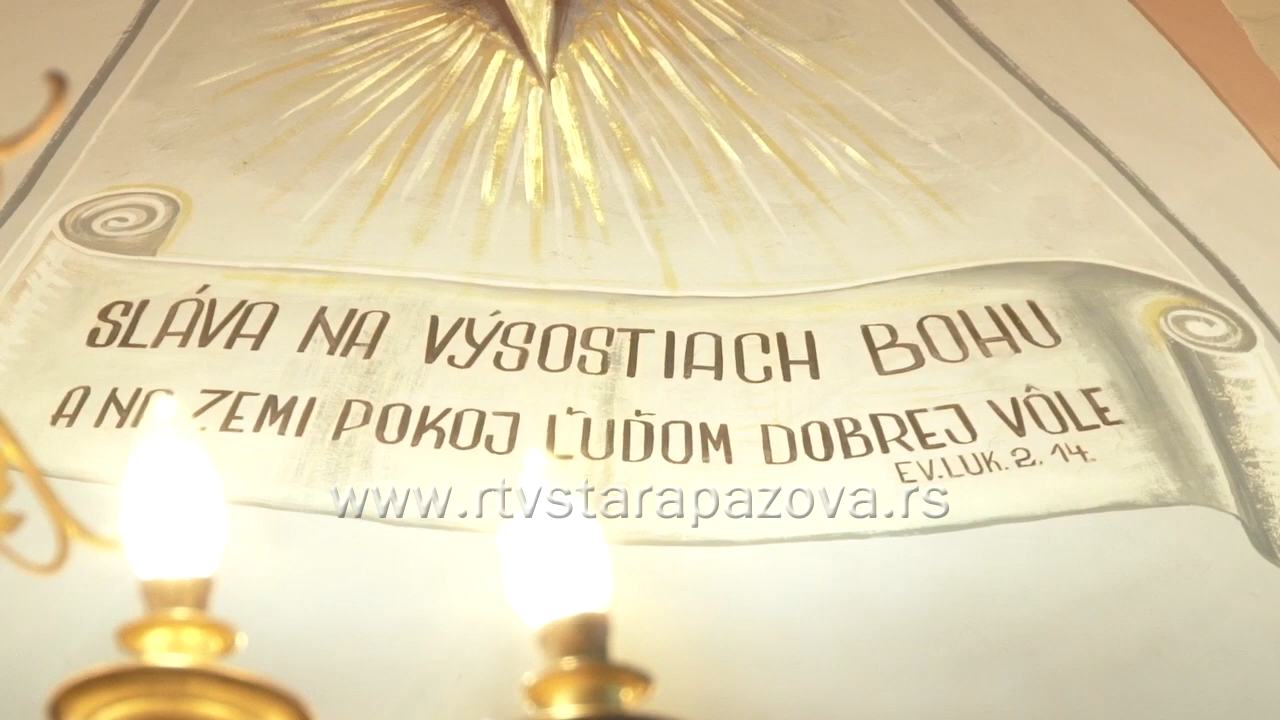 SLÁVA NA VÝSOSTIACH BOHU
A NA ZEMI POKOJ ĽUĎOM DOBREJ VÔLE
EV.LUK. 2. 14.
www.rtvstarapazova.rs